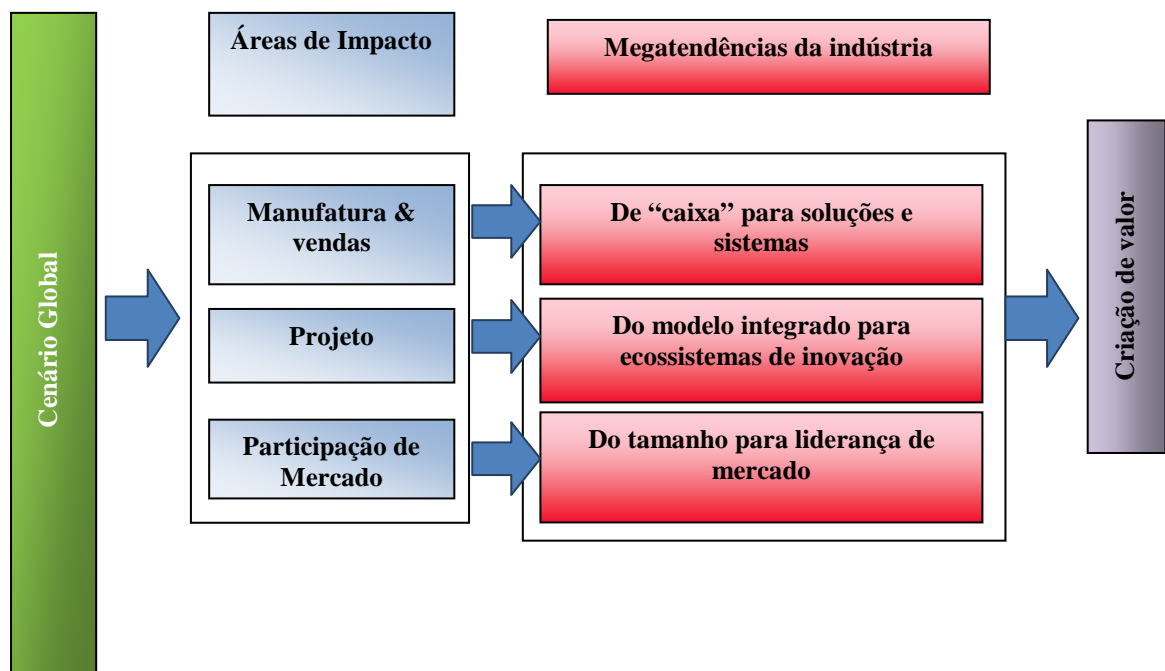 Cenário Global
Áreas de Impacto
Megatendências da indústria
Manufatura &
vendas
De “caixa” para soluções e
sistemas
Projeto
Do modelo integrado para
ecossistemas de inovação
Participação de
Mercado
Do tamanho para liderança de
mercado
Criação de valor